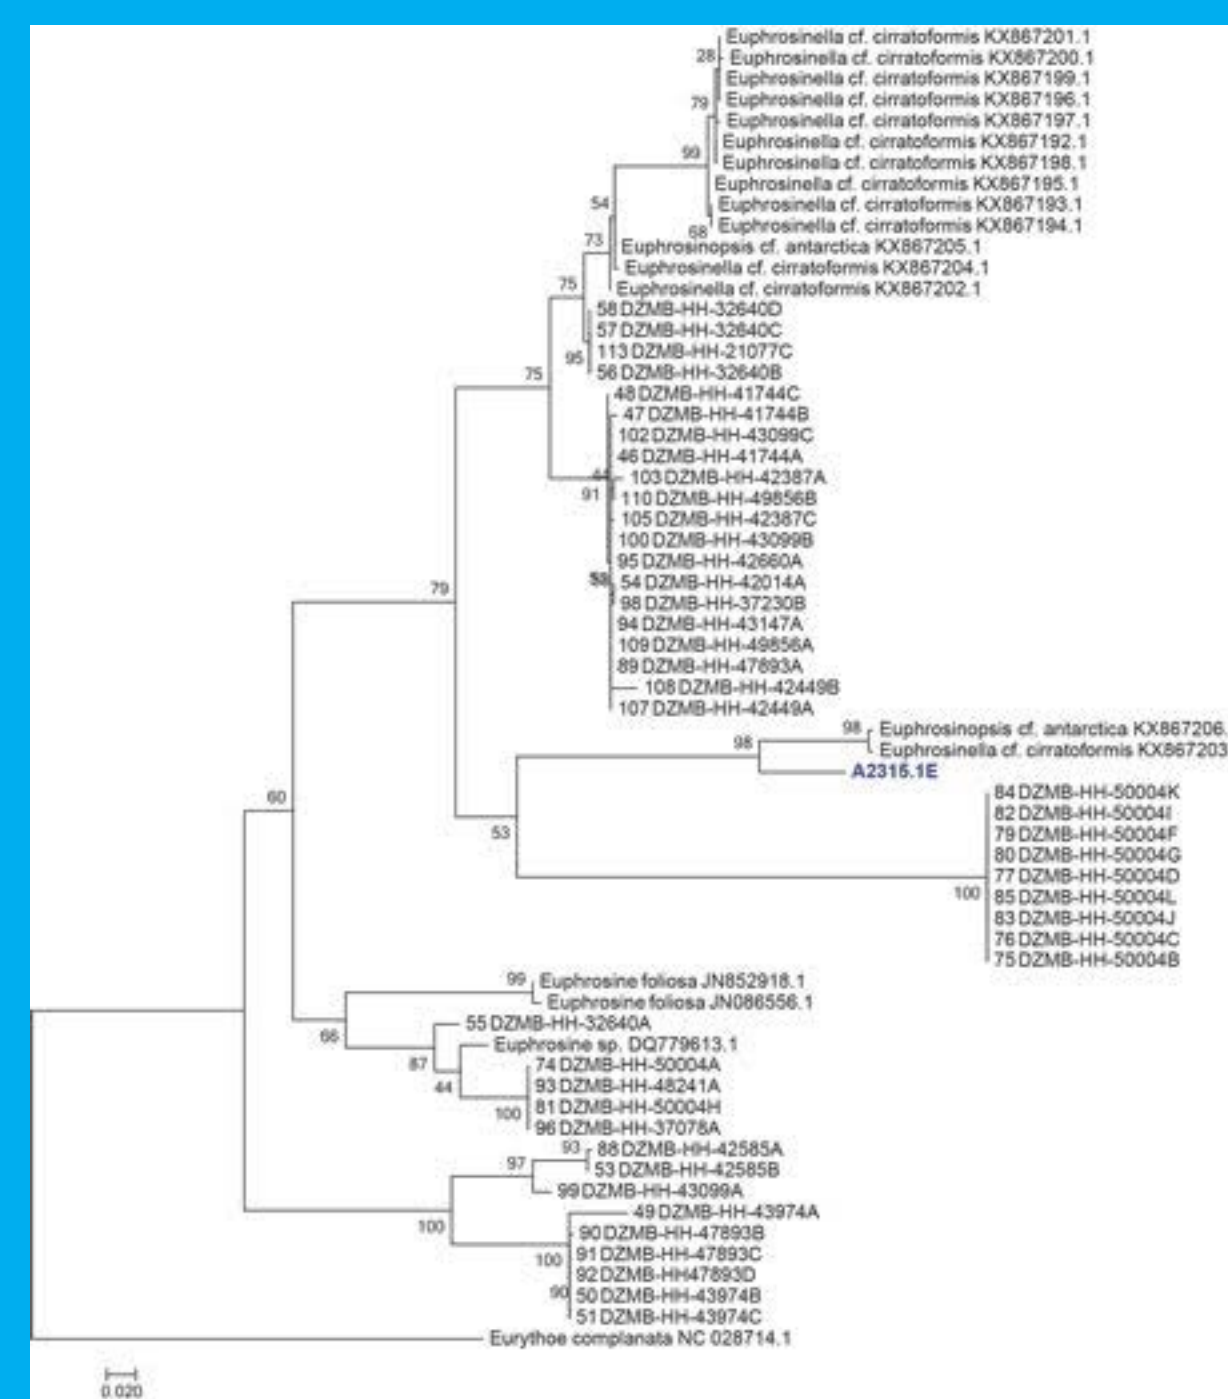 Euphrosinella cf. cirratoformis KX867201.1
28
Euphrosinella cf. cirratoformis KX867200.1
Euphrosinella cf. cirratoformis KX867199.1
79
Euphrosinella cf. cirratoformis KX867196.1
Euphrosinella cf. cirratoformis KX867197.1
Euphrosinella cf. cirratoformis KX867192.1
99
Euphrosinella cf. cirratoformis KX867198.1
Euphrosinella cf. cirratoformis KX867195.1
54
Euphrosinella cf. cirratoformis KX867193.1
68
Euphrosinella cf. cirratoformis KX867194.1
73
Euphrosinopsis cf. antarctica KX867205.1
Euphrosinella cf. cirratoformis KX867204.1
75
Euphrosinella cf. cirratoformis KX867202.1
58 DZMB-HH-32640D
57 DZMB-HH-32640C
95
113 DZMB-HH-21077C
75
56 DZMB-HH-32640B
48 DZMB-HH-41744C
47 DZMB-HH-41744B
102 DZMB-HH-43099C
46 DZMB-HH-41744A
44
103 DZMB-HH-42387A
91
110 DZMB-HH-49856B
105 DZMB-HH-42387C
100 DZMB-HH-43099B
95 DZMB-HH-42660A
54 DZMB-HH-42014A
79
98 DZMB-HH-37230B
94 DZMB-HH-43147A
109 DZMB-HH-49856A
89 DZMB-HH-47893A
108 DZMB-HH-42449B
107 DZMB-HH-42449A
98
Euphrosinopsis cf. antarctica KX867206.
98
Euphrosinella cf. cirratoformis KX867203
A2315.1E
60
84 DZMB-HH-50004K
82 DZMB-HH-50004I
53
79 DZMB-HH-50004F
80 DZMB-HH-50004G
77 DZMB-HH-50004D
100
85 DZMB-HH-50004L
83 DZMB-HH-50004J
76 DZMB-HH-50004C
75 DZMB-HH-50004B
99
Euphrosine foliosa JN852918.1
Euphrosine foliosa JN086556.1
66
55 DZMB-HH-32640A
Euphrosine sp. DQ779613.1
87
74 DZMB-HH-50004A
44
93 DZMB-HH-48241A
100
81 DZMB-HH-50004H
96 DZMB-HH-37078A
93
88 DZMB-HH-42585A
97
53 DZMB-HH-42585B
99 DZMB-HH-43099A
100
49 DZMB-HH-43974A
90 DZMB-HH-47893B
100
91 DZMB-HH-47893C
92 DZMB-HH47893D
90
50 DZMB-HH-43974B
51 DZMB-HH-43974C
Eurythoe complanata NC 028714.1
0.020